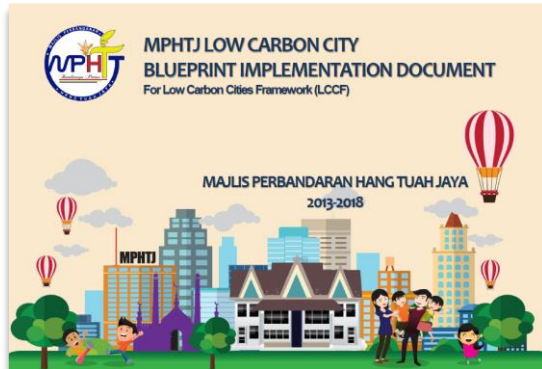 MPHTJ
MPHTJ LOW CARBON CITY
BLUEPRINT IMPLEMENTATION DOCUMENT
For Low Carbon Cities Framework (LCCF)
MAJLIS PERBANDARAN HANG TUAH JAYA
2013-2018
MPHTJ